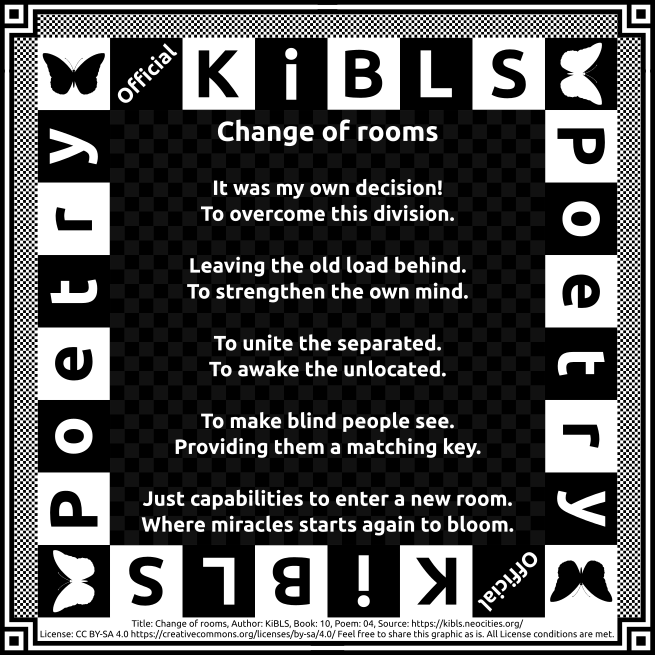 Official KiBLS
Poetry
Poetry
Change of rooms
It was my own decision!
To overcome this division.
Leaving the old load behind.
To strengthen the own mind.
To unite the separated.
To awake the unlocated.
To make blind people see.
Providing them a matching key.
Just capabilities to enter a new room.
Where miracles starts again to bloom.
Official KiBLS
Title: Change of rooms, Author: KiBLS, Book: 10, Poem: 04, Source: https://kibls.neocities.org/
License: CC BY-SA 4.0 https://creativecommons.org/licenses/by-sa/4.0/ Feel free to share this graphic as is. All License conditions are met.